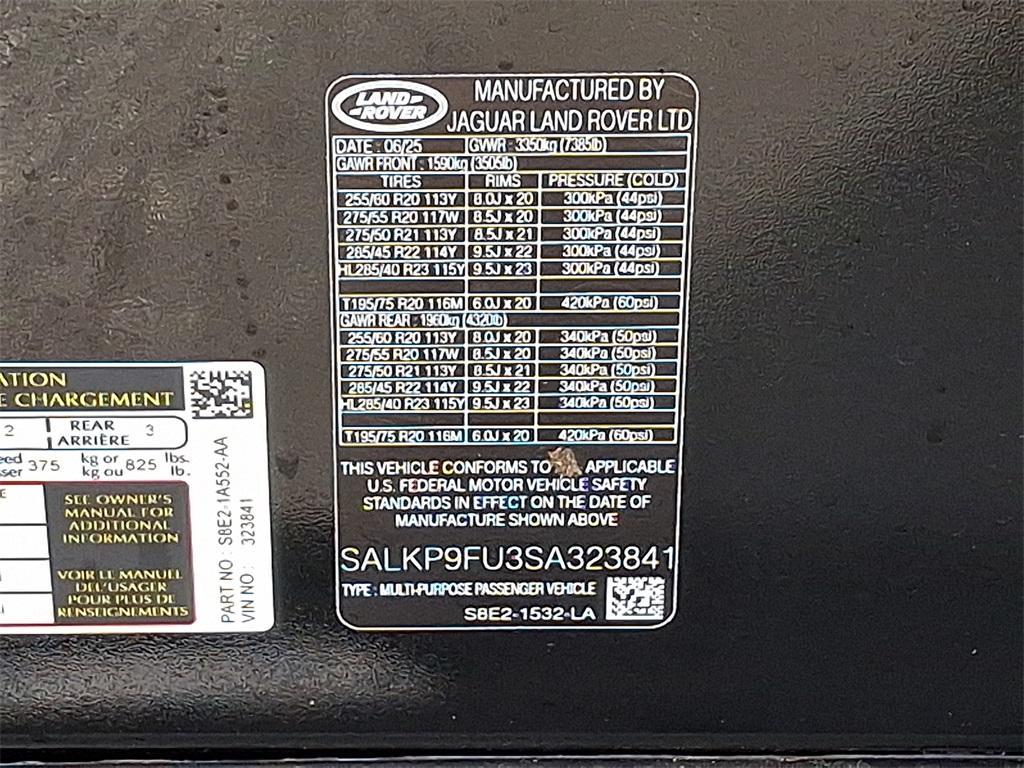 LAND-
-ROVER
MANUFACTURED BY
JAGUAR LAND ROVER LTD
DATE : 06/25 GVWR : 3350kg (7385lb)
GAWR FRONT : 1590kg (3505lb)
TIRES RIMS PRESSURE (COLD)
255/60 R20 113Y 8.0J x 20 300kPa (44psi)
275/55 R20 117W 8.5J x 20 300kPa (44psi)
275/50 R21 113Y 8.5J x 21 300kPa (44psi)
285/45 R22 114Y 9.5J x 22 300kPa (44psi)
HL285/40 R23 115Y 9.5J x 23 300kPa (44psi)
T195/75 R20 116M 6.0J x 20 420kPa (60psi)
GAWR REAR : 1960kg (4320lb)
255/60 R20 113Y 8.0J x 20 340kPa (50psi)
275/55 R20 117W 8.5J x 20 340kPa (50psi)
275/50 R21 113Y 8.5J x 21 340kPa (50psi)
285/45 R22 114Y 9.5J x 22 340kPa (50psi)
HL285/40 R23 115Y 9.5J x 23 340kPa (50psi)
T195/75 R20 116M 6.0J x 20 420kPa (60psi)
THIS VEHICLE CONFORMS TO APPLICABLE
U.S. FEDERAL MOTOR VEHICLE SAFETY
STANDARDS IN EFFECT ON THE DATE OF
MANUFACTURE SHOWN ABOVE
SALKP9FU3SA323841
TYPE : MULTI-PURPOSE PASSENGER VEHICLE
S8E2-1532-LA
ATION
E CHARGEMENT
2 REAR 3
ARRIÈRE
eed 375 kg or 825 lbs.
sser kg ou lb.
E
SEE OWNER'S
MANUAL FOR
ADDITIONAL
INFORMATION
VOIR LE MANUEL
DEL'USAGER
POUR PLUS DE
RENSEIGNEMENTS
PART NO : S8E2-1A552-AA
VIN NO : 323841